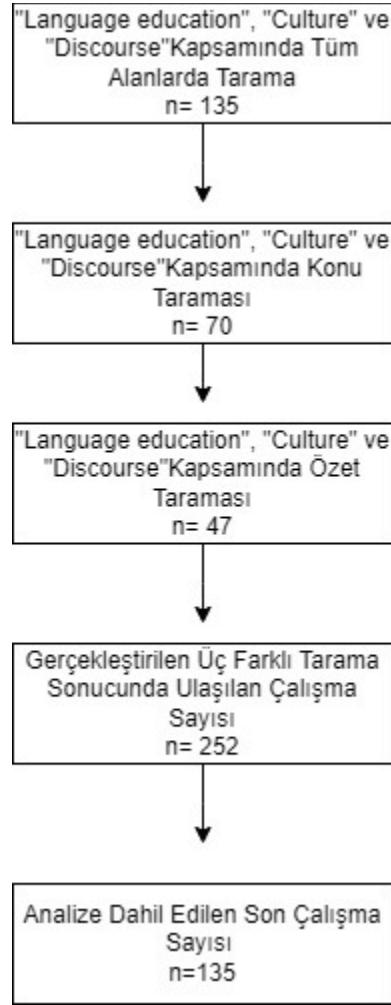 "Language education", "Culture" ve
"Discourse"Kapsamında Tüm
Alanlarda Tarama
n= 135
"Language education", "Culture" ve
"Discourse"Kapsamında Konu
Taraması
n= 70
"Language education", "Culture" ve
"Discourse"Kapsamında Özet
Taraması
n= 47
Gerçekleştirilen Üç Farklı Tarama
Sonucunda Ulaşılan Çalışma
Sayısı
n= 252
Analize Dahil Edilen Son Çalışma
Sayısı
n=135